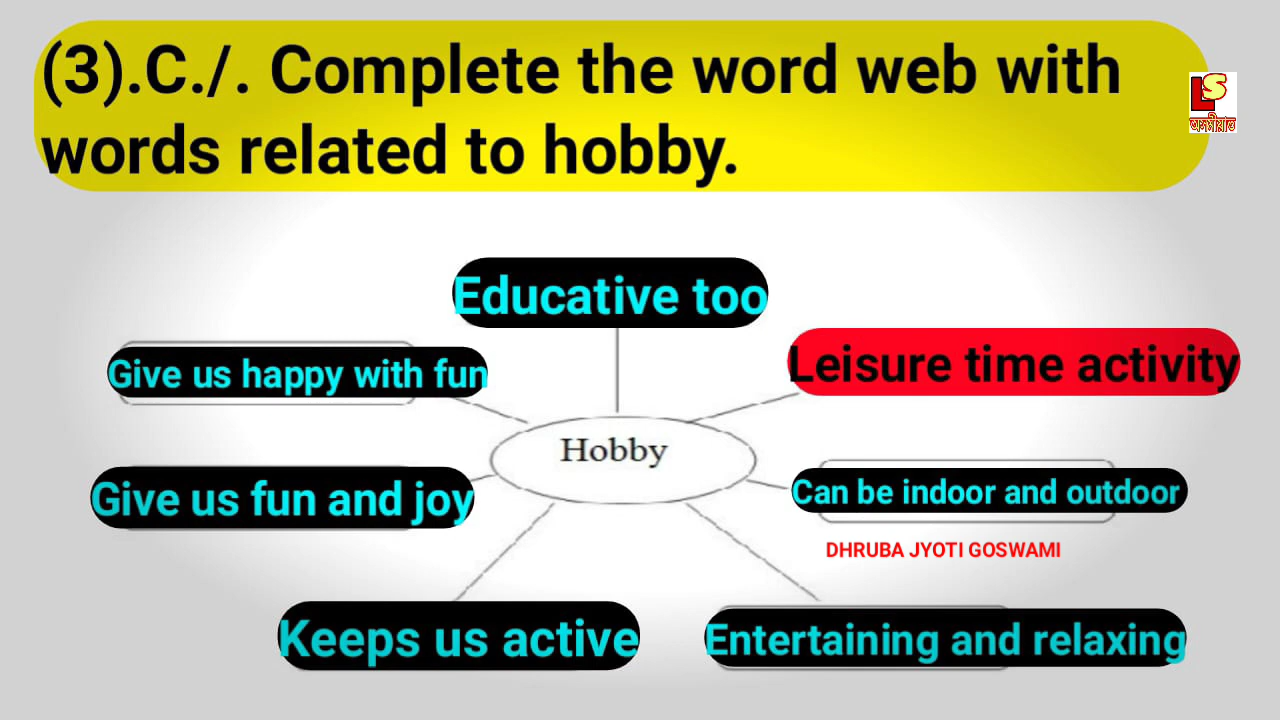 (3).C./. Complete the word web with
words related to hobby.
LS
অসমীয়াত
Educative too
Give us happy with fun
Leisure time activity
Hobby
Give us fun and joy
Can be indoor and outdoor
DHRUBA JYOTI GOSWAMI
Keeps us active
Entertaining and relaxing